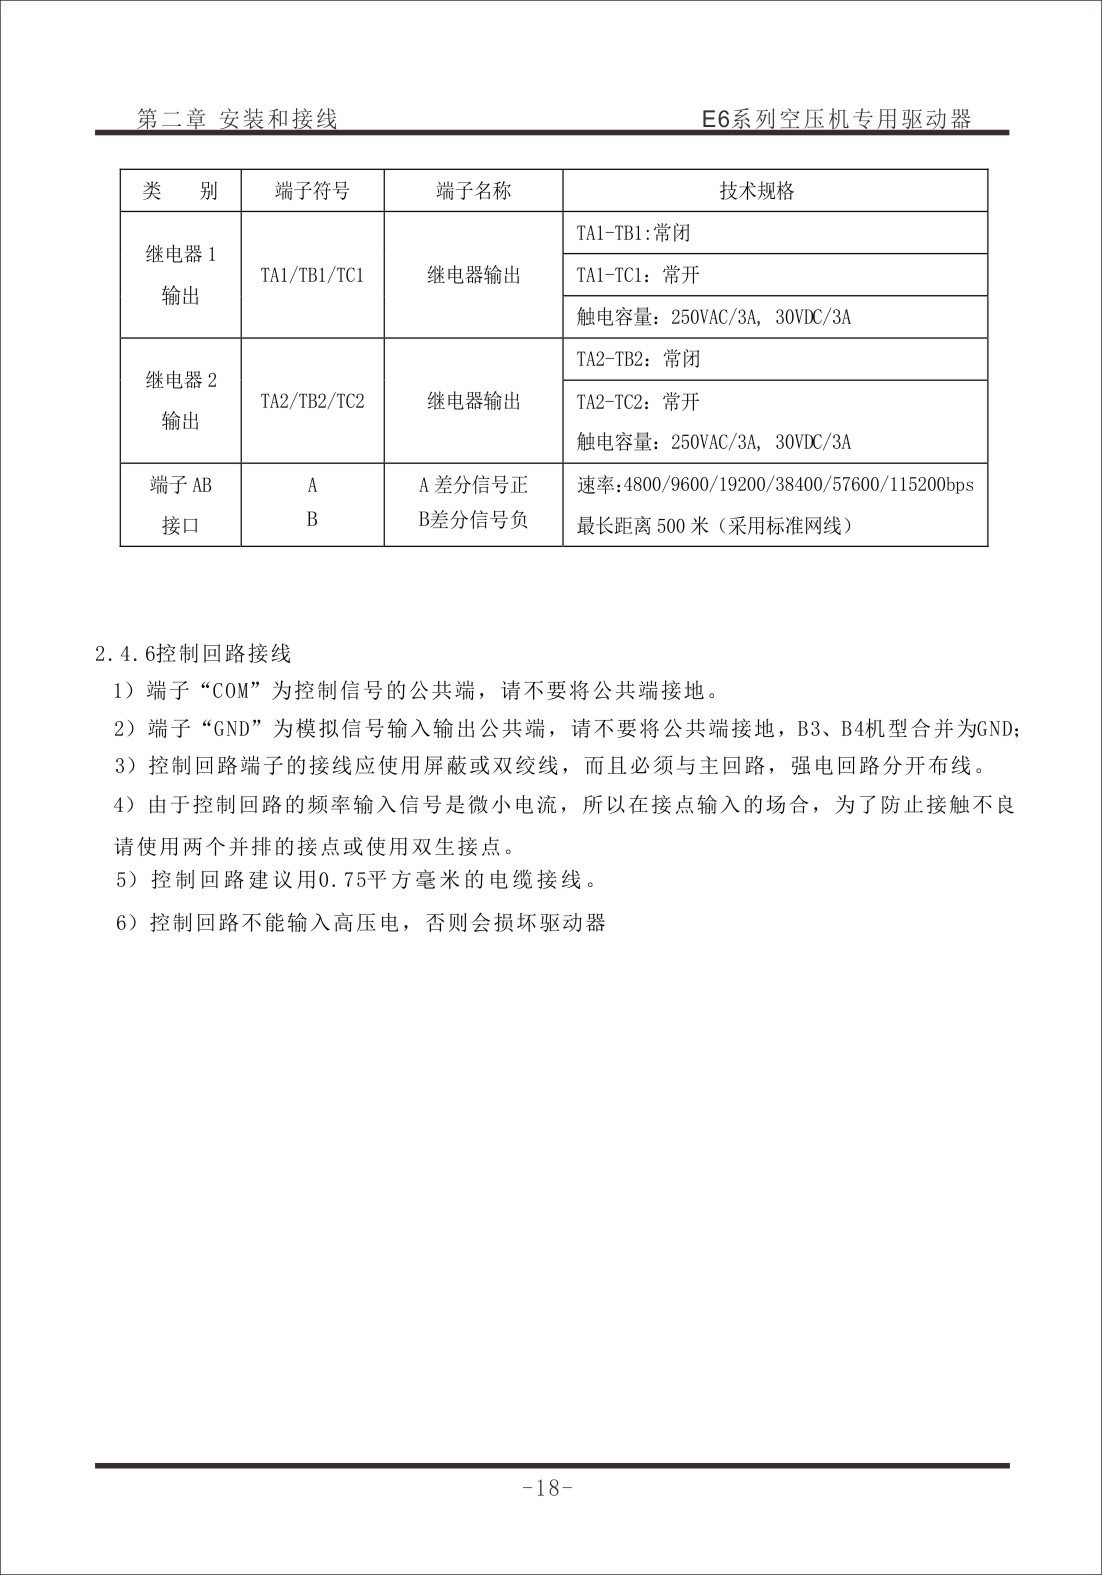 第二章 安装和接线 E6系列空压机专用驱动器
类 别 端子符号 端子名称 技术规格
继电器 1
输出
TA1/TB1/TC1
继电器输出
TA1-TB1:常闭
TA1-TC1：常开
触电容量：250VAC/3A, 30VDC/3A
继电器 2
输出
TA2/TB2/TC2
继电器输出
TA2-TB2：常闭
TA2-TC2：常开
触电容量：250VAC/3A, 30VDC/3A
端子 AB
接口
A
B
A 差分信号正
B差分信号负
速率:4800/9600/19200/38400/57600/115200bps
最长距离 500 米（采用标准网线）
2.4.6控制回路接线
1）端子“COM”为控制信号的公共端，请不要将公共端接地。
2）端子“GND”为模拟信号输入输出公共端，请不要将公共端接地，B3、B4机型合并为GND；
3）控制回路端子的接线应使用屏蔽或双绞线，而且必须与主回路，强电回路分开布线。
4）由于控制回路的频率输入信号是微小电流，所以在接点输入的场合，为了防止接触不良
请使用两个并排的接点或使用双生接点。
5）控制回路建议用0.75平方毫米的电缆接线。
6）控制回路不能输入高压电，否则会损坏驱动器
-18-